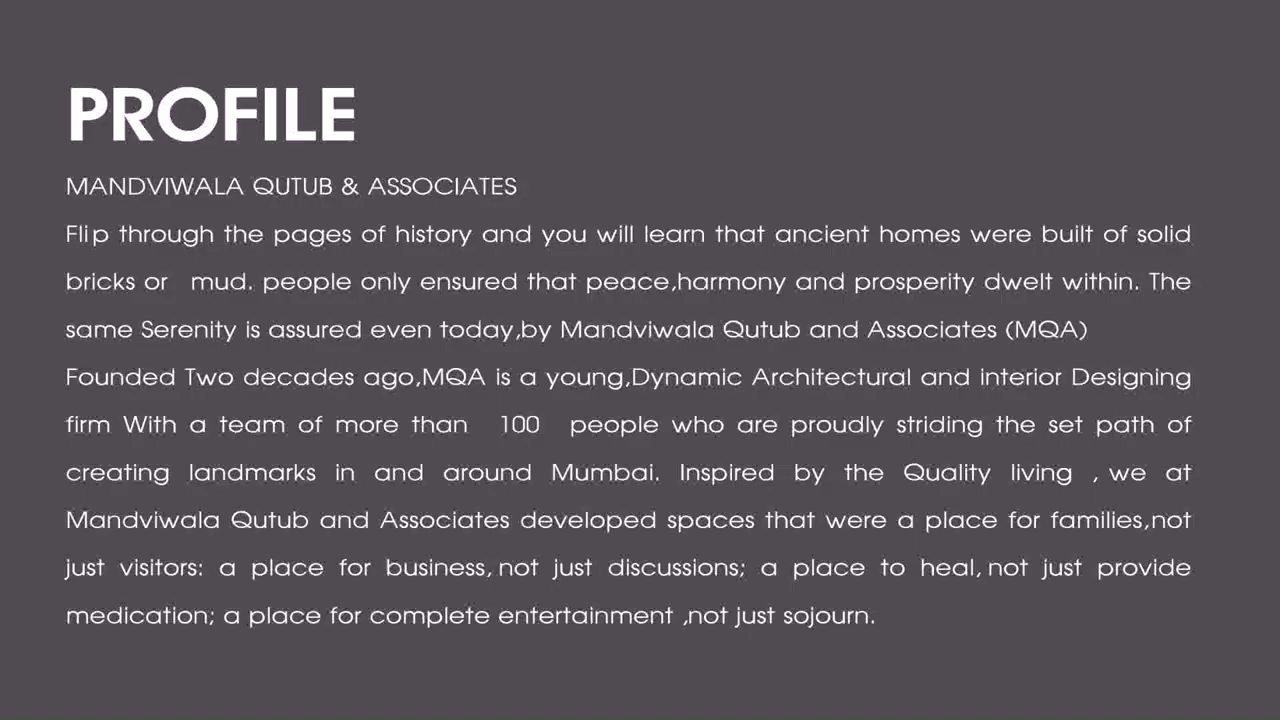 PROFILE
MANDVIWALA QUTUB & ASSOCIATES
Flip through the pages of history and you will learn that ancient homes were built of solid
bricks or mud. people only ensured that peace,harmony and prosperity dwelt within. The
same Serenity is assured even today,by Mandviwala Qutub and Associates (MQA)
Founded Two decades ago,MQA is a young,Dynamic Architectural and interior Designing
firm With a team of more than 100 people who are proudly striding the set path of
creating landmarks in and around Mumbai. Inspired by the Quality living , we at
Mandviwala Qutub and Associates developed spaces that were a place for families,not
just visitors: a place for business, not just discussions; a place to heal, not just provide
medication; a place for complete entertainment ,not just sojourn.